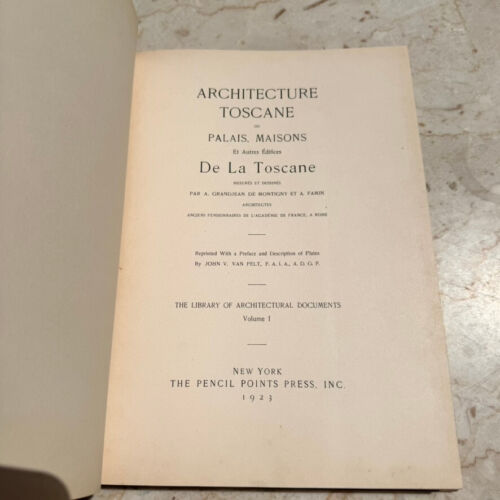 ARCHITECTURE
TOSCANE
OU
PALAIS, MAISONS
Et Autres Édifices
De La Toscane
MESURÉS ET DESSINÉS
PAR A. GRANDJEAN DE MONTIGNY ET A. FAMIN
ARCHITECTES
ANCIENS PENSIONNAIRES DE L'ACADÉMIE DE FRANCE, A ROME
Reprinted With a Preface and Description of Plates
By JOHN V. VAN PELT, F. A. I. A., A. D. G. F.
THE LIBRARY OF ARCHITECTURAL DOCUMENTS
Volume I
NEW YORK
THE PENCIL POINTS PRESS, INC.
1923